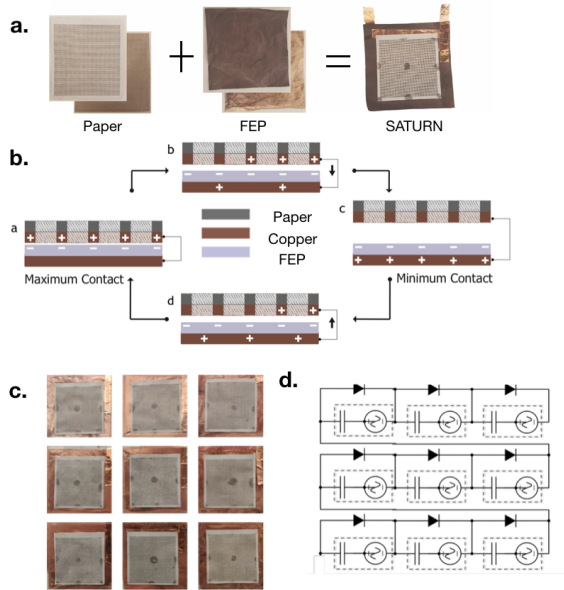 a.
+
=
Paper
FEP
SATURN
b.
b
a
c
Paper
Copper
FEP
Maximum Contact
Minimum Contact
d
c.
d.